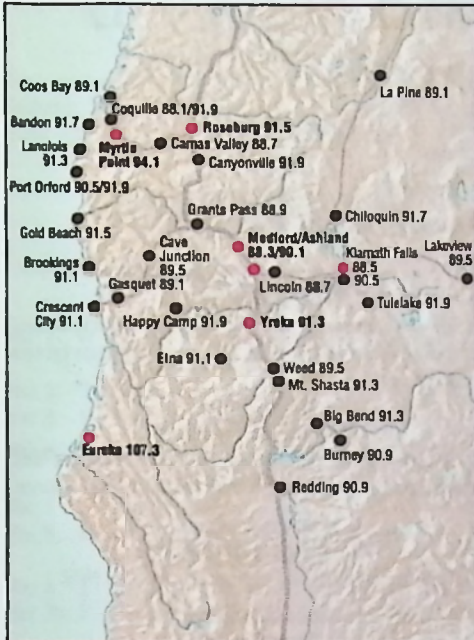 Coos Bay 89.1
La Pine 89.1
Coquille 88.1/91.9
Bandon 91.7
Roseburg 91.5
Myrtle
Point 94.1
Camas Valley 88.7
Langlois
91.3
Canyonville 91.9
Port Orford 90.5/91.9
Grants Pass 88.9
Chiloquin 91.7
Gold Beach 91.5
Medford/Ashland
88.3/90.1
Cave
Junction
89.5
Klamath Falls
88.5
90.5
Lakeview
89.5
Brookings
91.1
Lincoln 88.7
Gasquet 89.1
Tulelake 91.9
Crescent
City 91.1
Happy Camp 91.9
Yreka 91.3
Etna 91.1
Weed 89.5
Mt. Shasta 91.3
Big Bend 91.3
Burney 90.9
Eureka 107.3
Redding 90.9